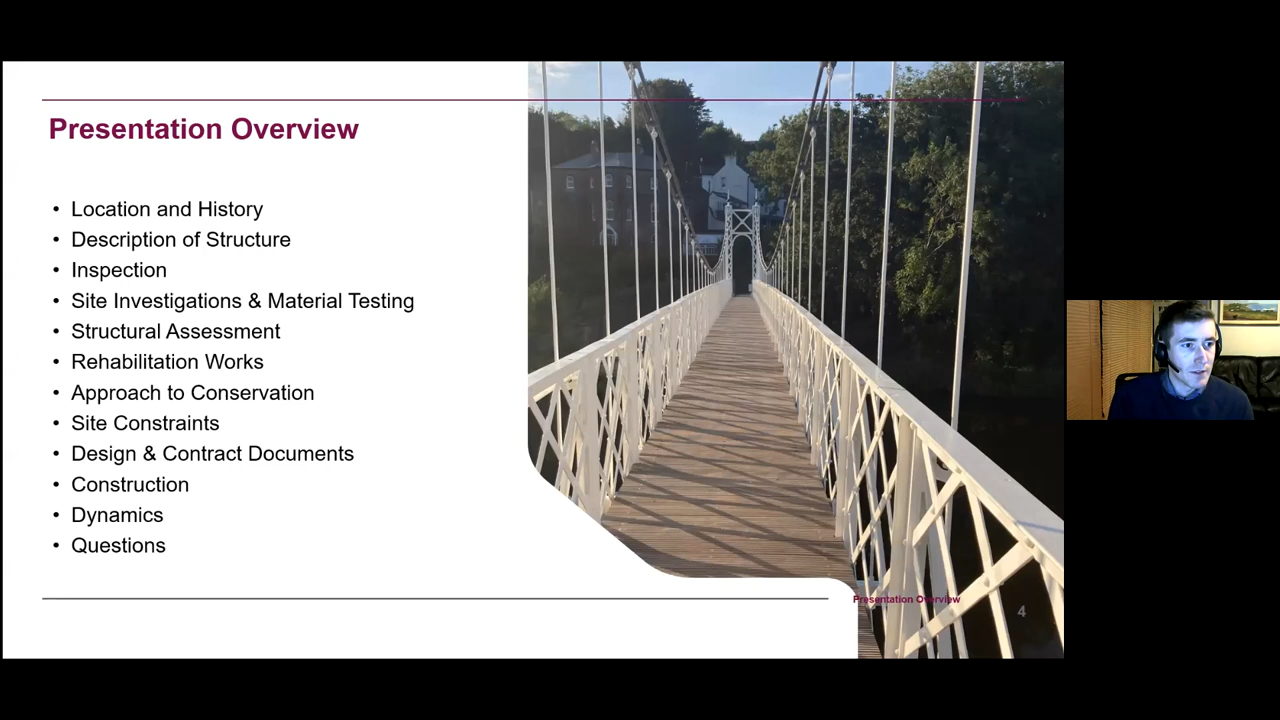 Presentation Overview
• Location and History
• Description of Structure
• Inspection
• Site Investigations & Material Testing
• Structural Assessment
• Rehabilitation Works
• Approach to Conservation
• Site Constraints
• Design & Contract Documents
• Construction
• Dynamics
• Questions
Presentation Overview
4